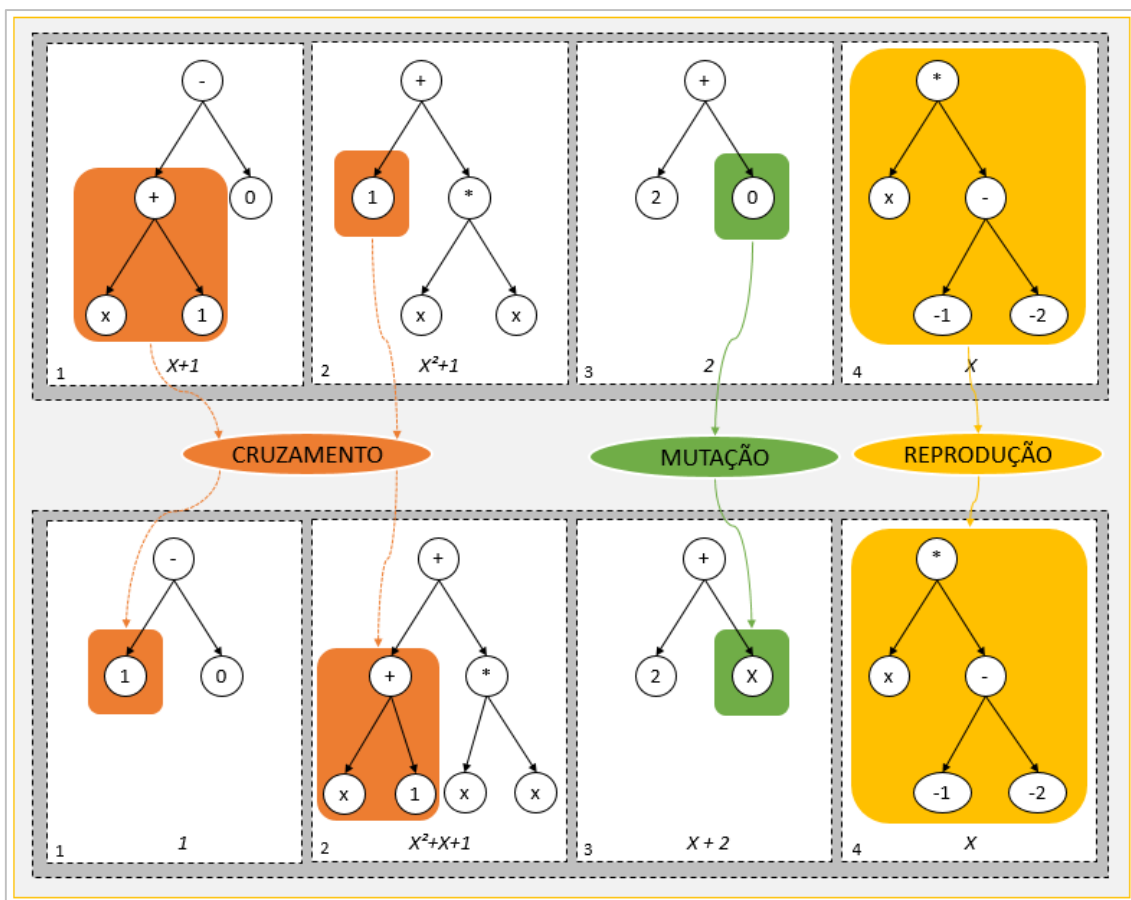 - + + *
+ 0 1 * 2 0 x -
x 1 x x -1 -2
1 X+1 2 X²+1 3 2 4 X
CRUZAMENTO MUTAÇÃO REPRODUÇÃO
- + + *
1 0 + * 2 X x -
x 1 x x -1 -2
1 1 2 X²+X+1 3 X + 2 4 X